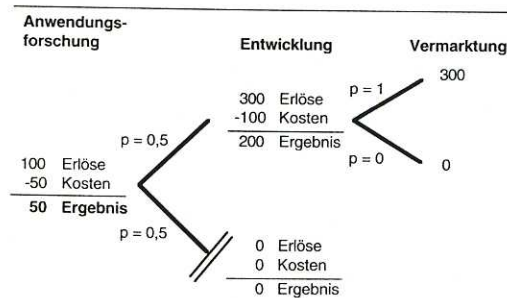 Anwendungs-
forschung
Entwicklung
Vermarktung
300
p = 1
300 Erlöse
-100 Kosten
200 Ergebnis
p = 0,5
p = 0
0
100 Erlöse
-50 Kosten
50 Ergebnis
p = 0,5
0 Erlöse
0 Kosten
0 Ergebnis